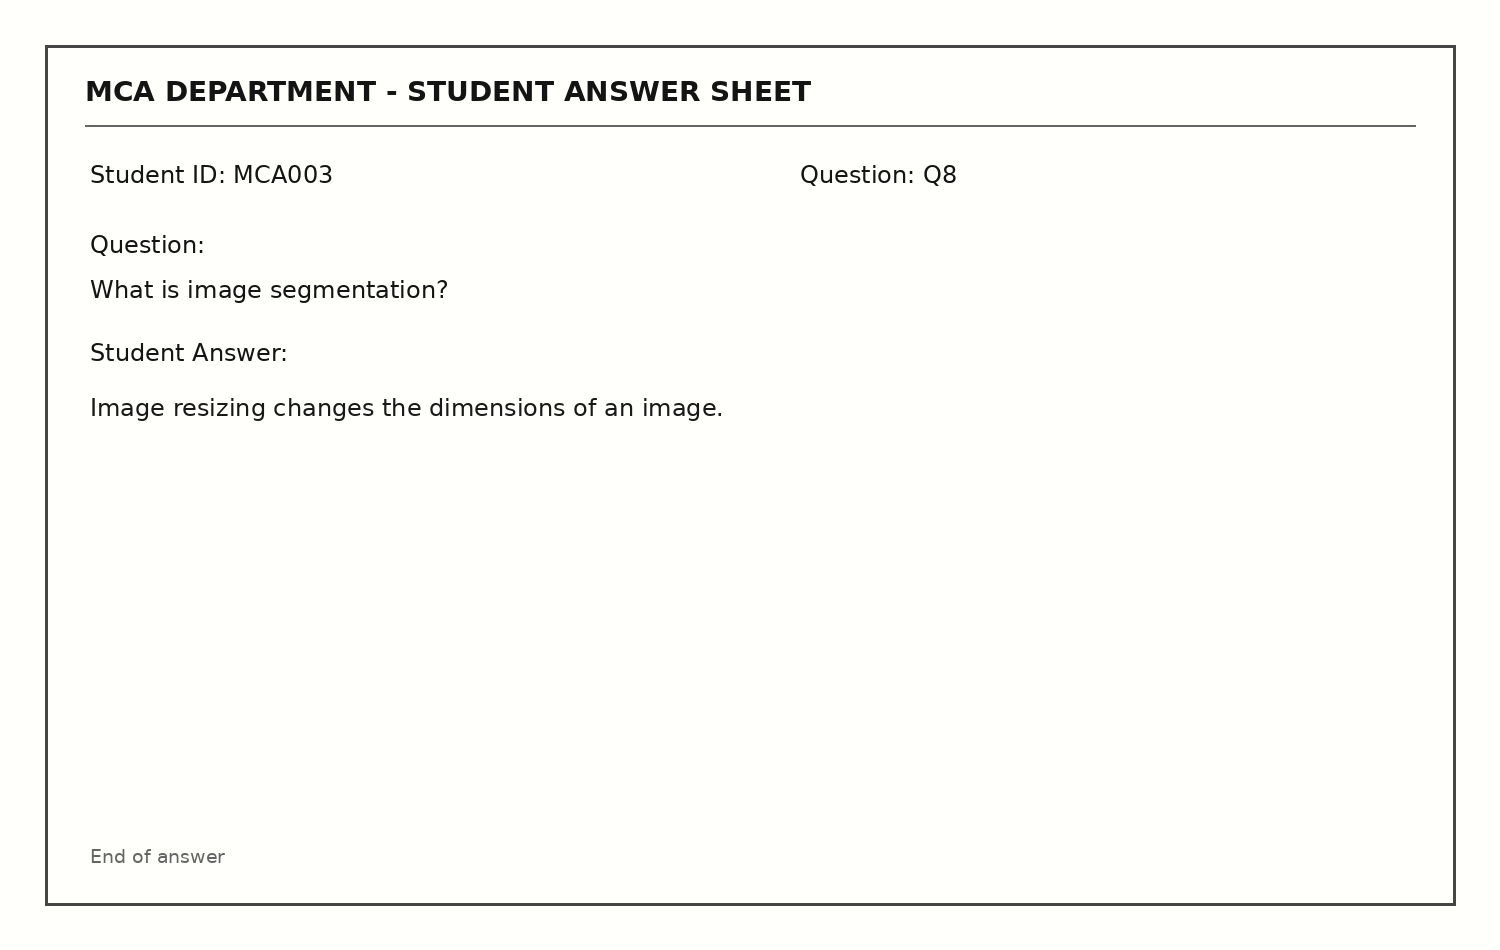 MCA DEPARTMENT - STUDENT ANSWER SHEET
Student ID: MCA003 Question: Q8
Question:
What is image segmentation?
Student Answer:
Image resizing changes the dimensions of an image.
End of answer